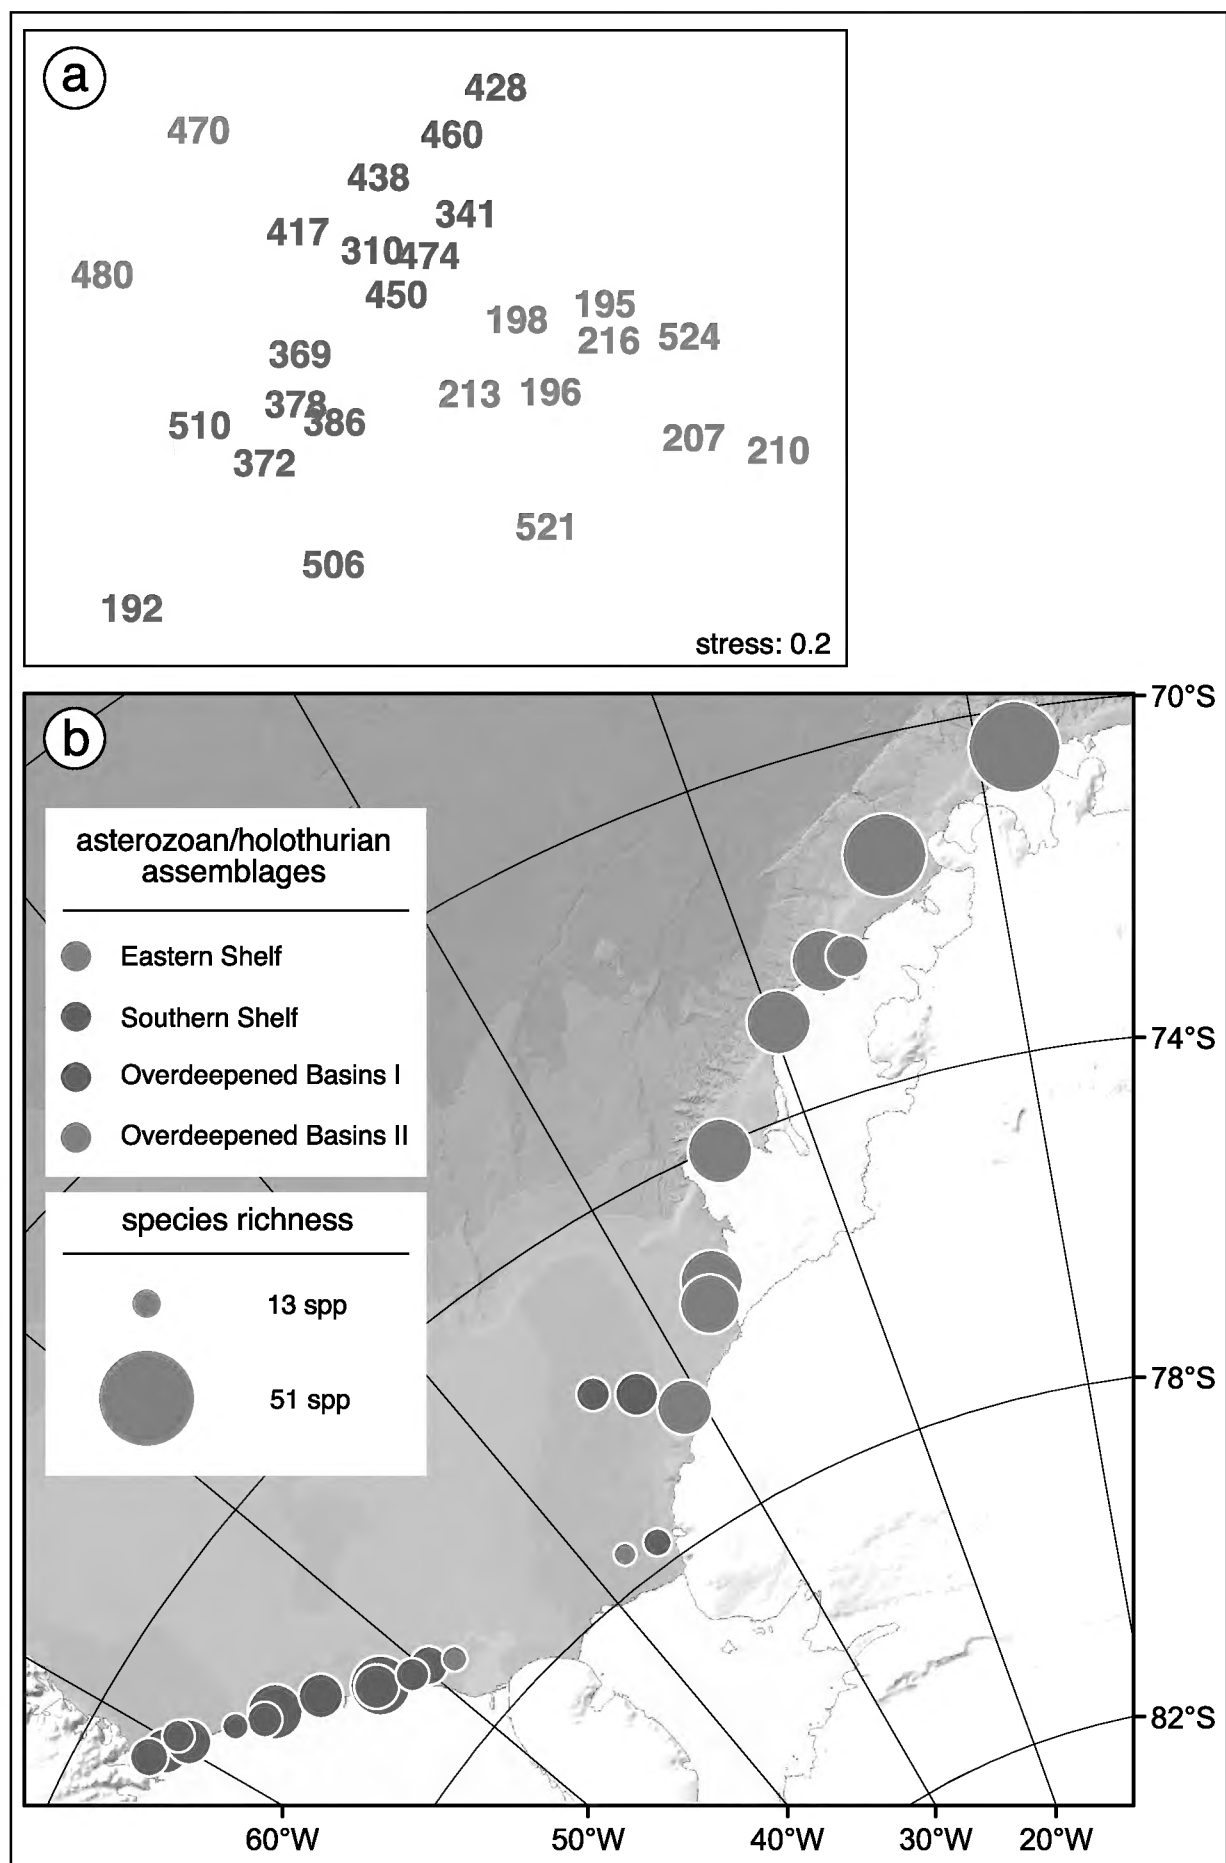 a
428
470
460
438
341
417
310
474
480
450
195
198
216
524
369
213
196
378
386
510
207
210
372
521
506
192
stress: 0.2
b
70°S
asterozoan/holothurian
assemblages
Eastern Shelf
Southern Shelf
Overdeepened Basins I
Overdeepened Basins II
74°S
species richness
13 spp
51 spp
78°S
82°S
60°W
50°W
40°W
30°W
20°W